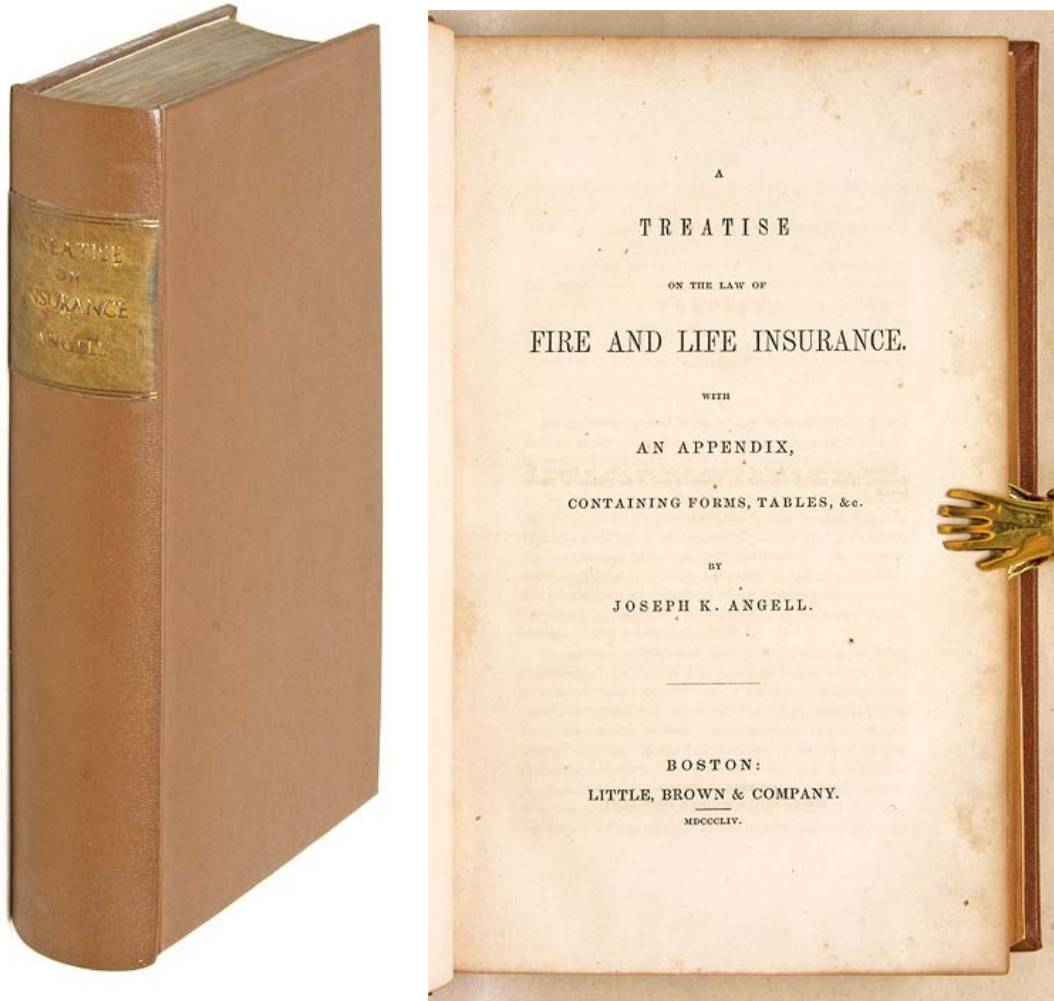 TREATISE
ON
INSURANCE
ANGELL
A
TREATISE
ON THE LAW OF
FIRE AND LIFE INSURANCE.
WITH
AN APPENDIX,
CONTAINING FORMS, TABLES, &c.
BY
JOSEPH K. ANGELL.
BOSTON:
LITTLE, BROWN & COMPANY.
MDCCCLIV.